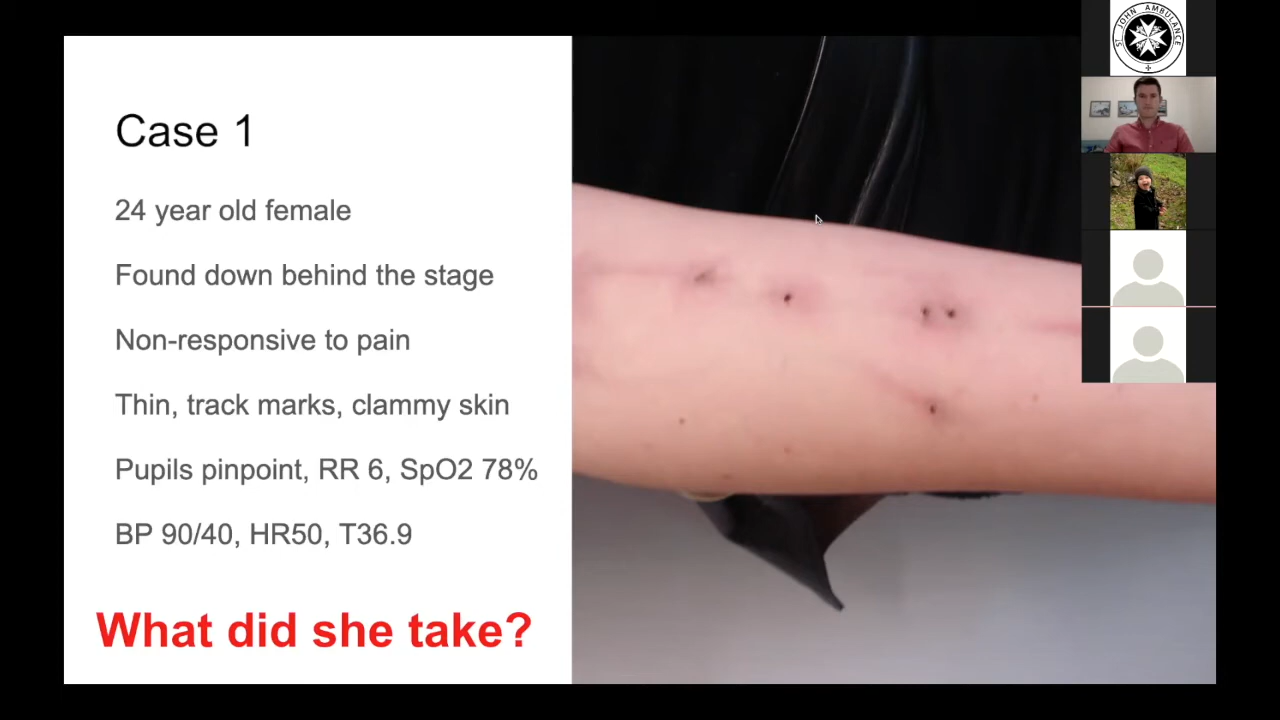 Case 1
24 year old female
Found down behind the stage
Non-responsive to pain
Thin, track marks, clammy skin
Pupils pinpoint, RR 6, SpO2 78%
BP 90/40, HR50, T36.9
What did she take?
ST JOHN AMBULANCE